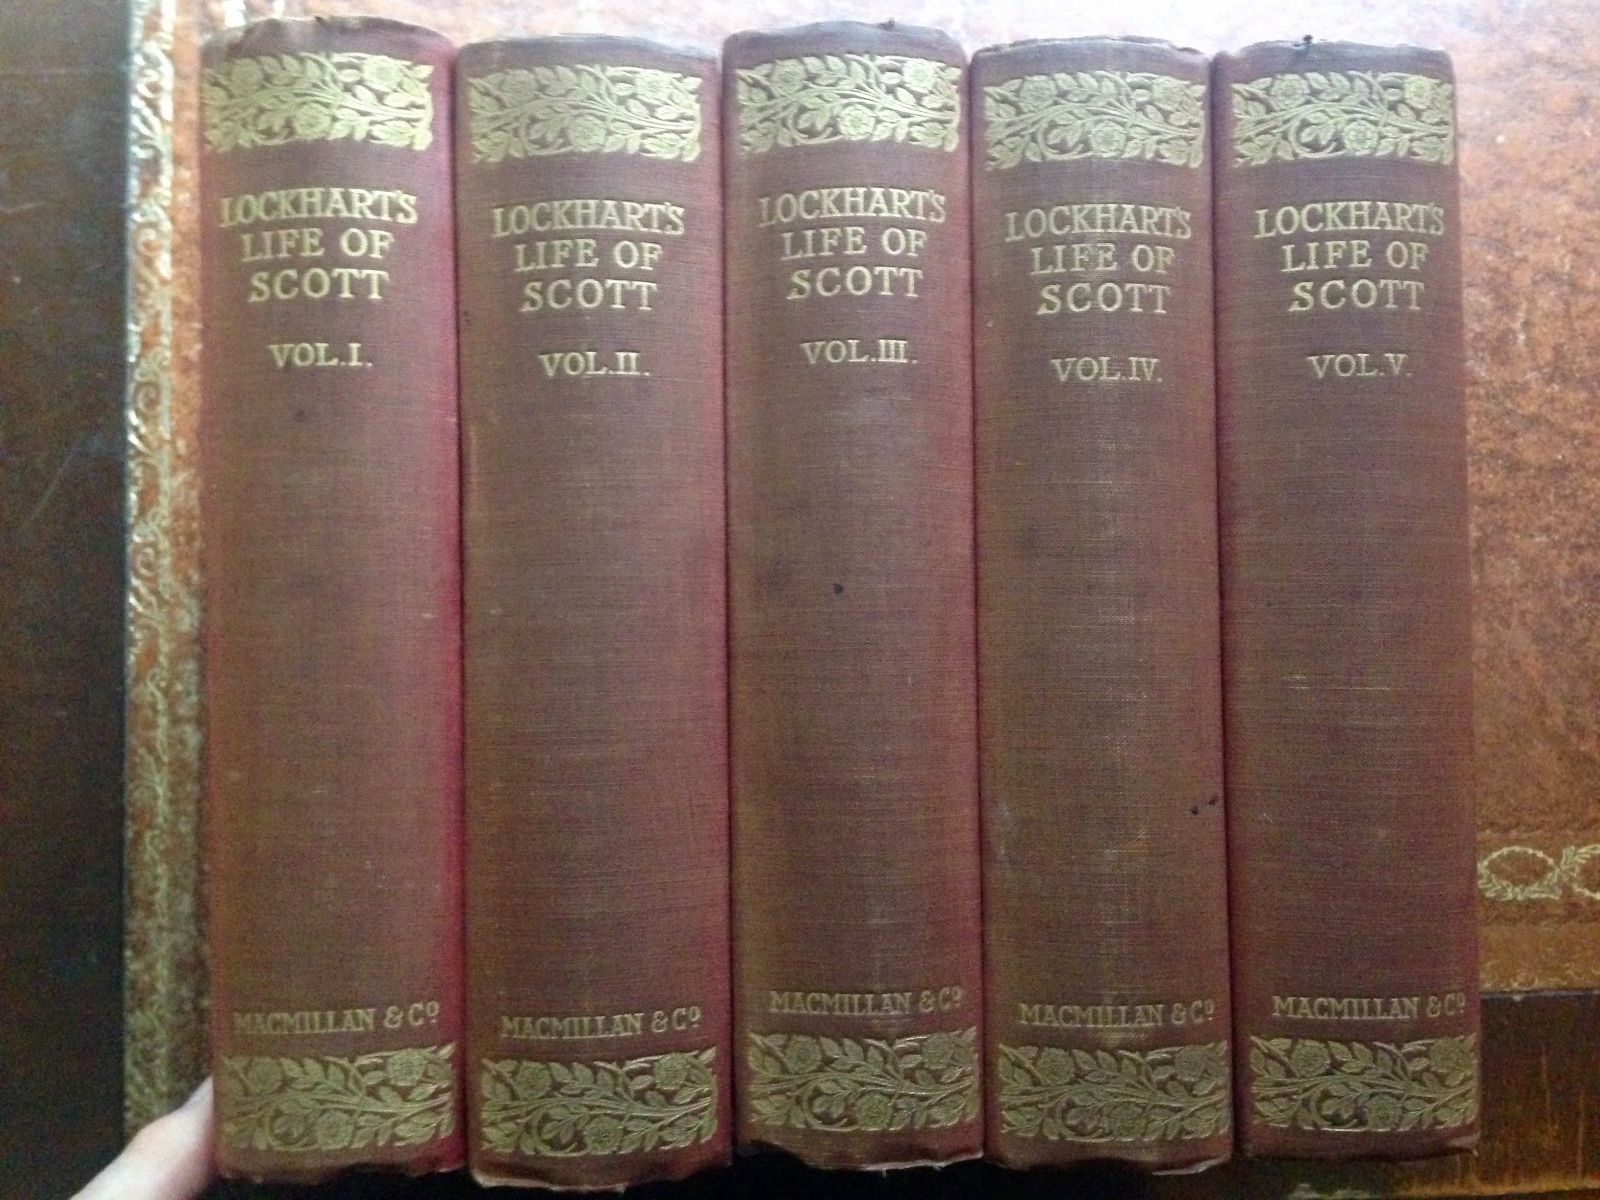 LOCKHART'S
LIFE OF
SCOTT
VOL.I.
MACMILLAN & Co
LOCKHART'S
LIFE OF
SCOTT
VOL.II.
MACMILLAN & Co
LOCKHART'S
LIFE OF
SCOTT
VOL.III.
MACMILLAN & Co
LOCKHART'S
LIFE OF
SCOTT
VOL.IV.
MACMILLAN & Co
LOCKHART'S
LIFE OF
SCOTT
VOL.V.
MACMILLAN & Co